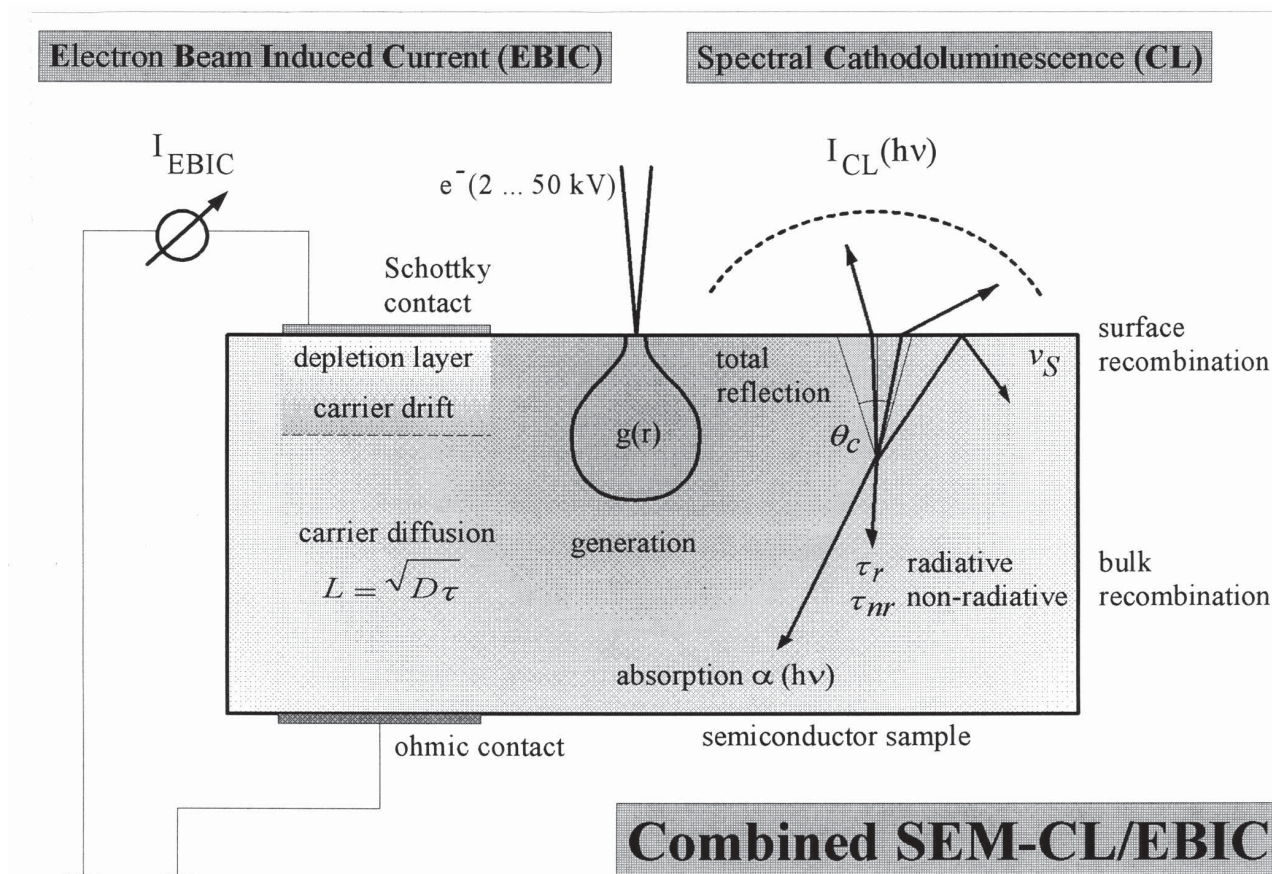 Electron Beam Induced Current (EBIC)
Spectral Cathodoluminescence (CL)
I_EBIC
e⁻(2 ... 50 kV)
I_CL(hν)
Schottky
contact
depletion layer
carrier drift
g(r)
total
reflection
θ_c
v_S
surface
recombination
carrier diffusion
L = √Dτ
generation
τ_r radiative
τ_nr non-radiative
bulk
recombination
absorption α (hν)
ohmic contact
semiconductor sample
Combined SEM-CL/EBIC